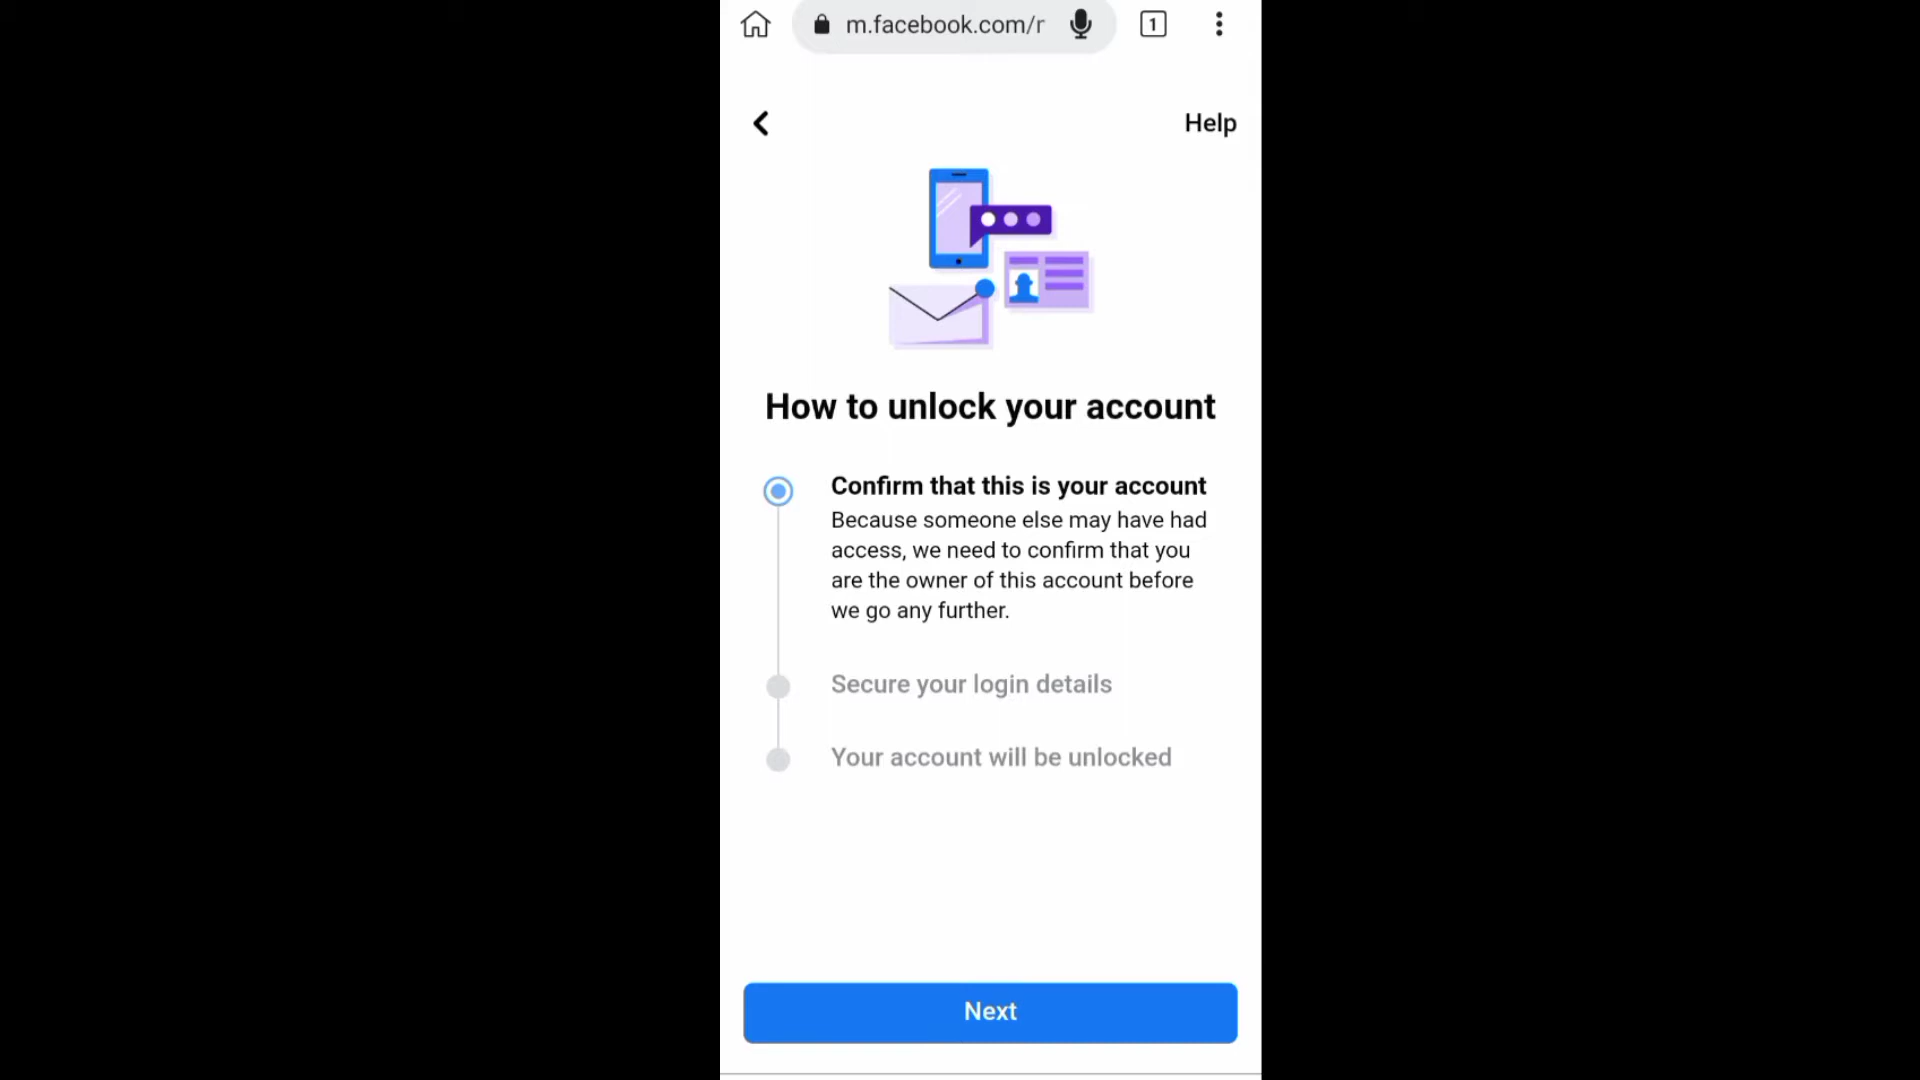 m.facebook.com/r
1
Help
How to unlock your account
Confirm that this is your account
Because someone else may have had
access, we need to confirm that you
are the owner of this account before
we go any further.
Secure your login details
Your account will be unlocked
Next